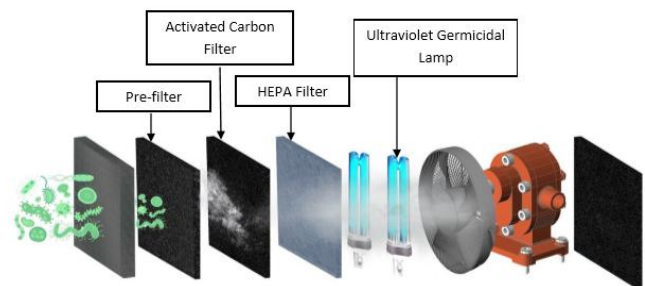 Activated Carbon
Filter
Ultraviolet Germicidal
Lamp
Pre-filter
HEPA Filter